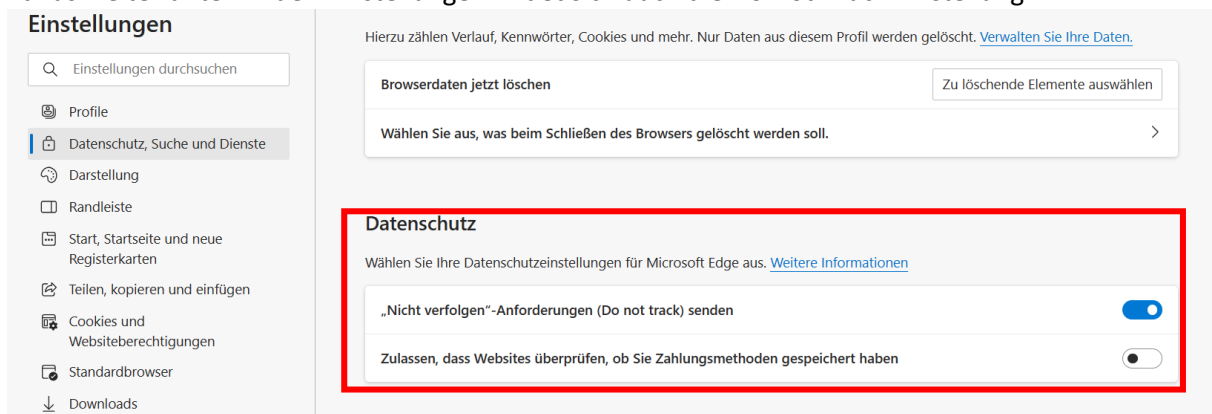 Einstellungen
Einstellungen durchsuchen
Profile
Datenschutz, Suche und Dienste
Darstellung
Randleiste
Start, Startseite und neue
Registerkarten
Teilen, kopieren und einfügen
Cookies und
Websiteberechtigungen
Standardbrowser
Downloads
Hierzu zählen Verlauf, Kennwörter, Cookies und mehr. Nur Daten aus diesem Profil werden gelöscht. Verwalten Sie Ihre Daten.
Browserdaten jetzt löschen
Zu löschende Elemente auswählen
Wählen Sie aus, was beim Schließen des Browsers gelöscht werden soll.
Datenschutz
Wählen Sie Ihre Datenschutzeinstellungen für Microsoft Edge aus. Weitere Informationen
„Nicht verfolgen“-Anforderungen (Do not track) senden
Zulassen, dass Websites überprüfen, ob Sie Zahlungsmethoden gespeichert haben